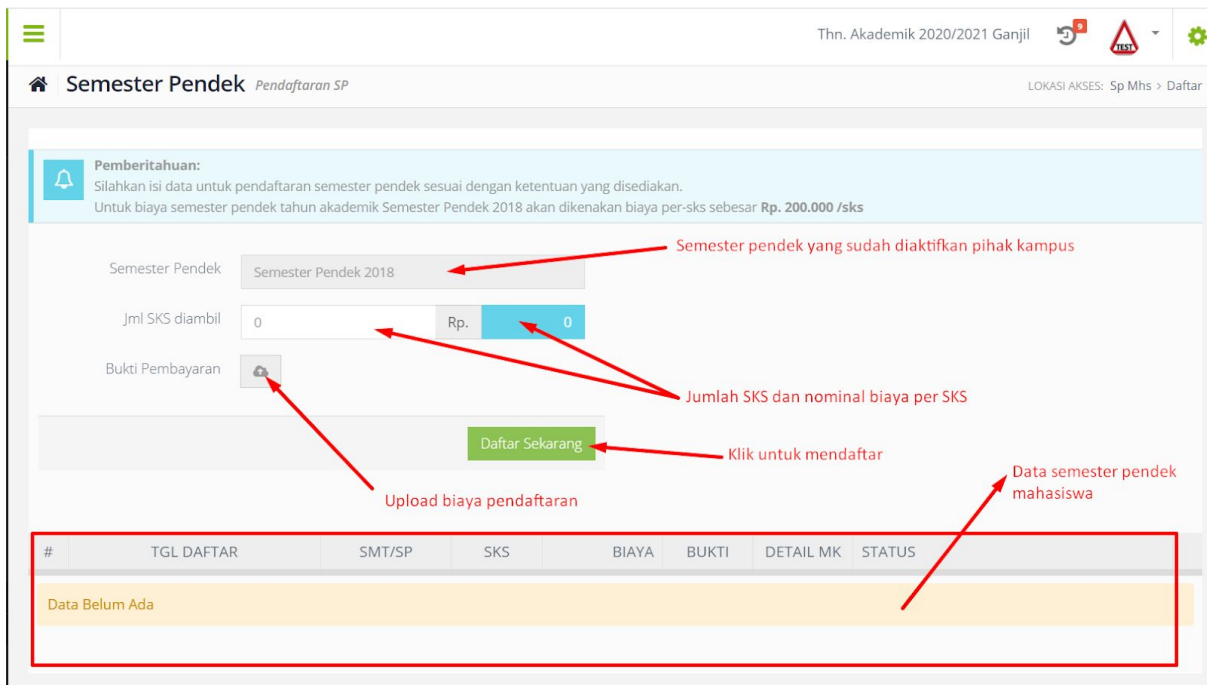 Thn. Akademik 2020/2021 Ganjil
9
TEST
Semester Pendek Pendaftaran SP
LOKASI AKSES: Sp Mhs > Daftar
Pemberitahuan:
Silahkan isi data untuk pendaftaran semester pendek sesuai dengan ketentuan yang disediakan.
Untuk biaya semester pendek tahun akademik Semester Pendek 2018 akan dikenakan biaya per-sks sebesar Rp. 200.000 /sks
Semester pendek yang sudah diaktifkan pihak kampus
Semester Pendek
Semester Pendek 2018
Jml SKS diambil
0
Rp.
0
Bukti Pembayaran
Jumlah SKS dan nominal biaya per SKS
Daftar Sekarang
Klik untuk mendaftar
Data semester pendek
mahasiswa
Upload biaya pendaftaran
# TGL DAFTAR SMT/SP SKS BIAYA BUKTI DETAIL MK STATUS
Data Belum Ada